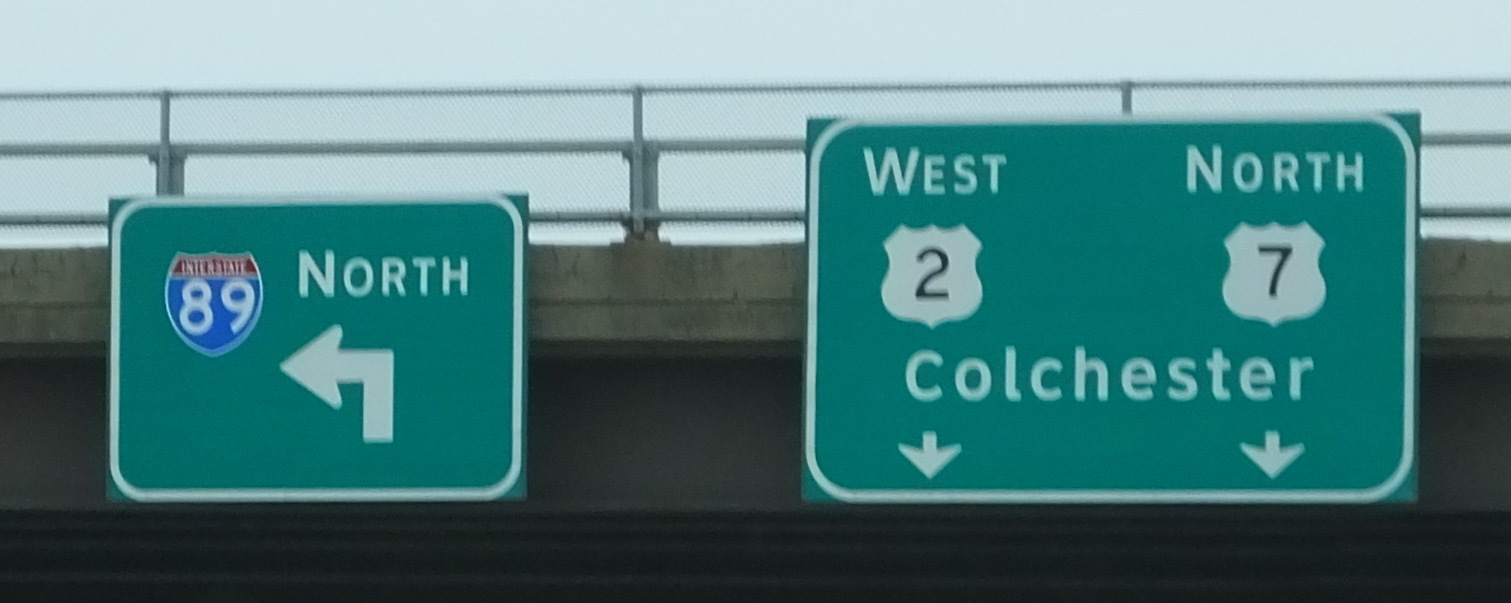 INTERSTATE
89 NORTH
WEST NORTH
2 7
Colchester